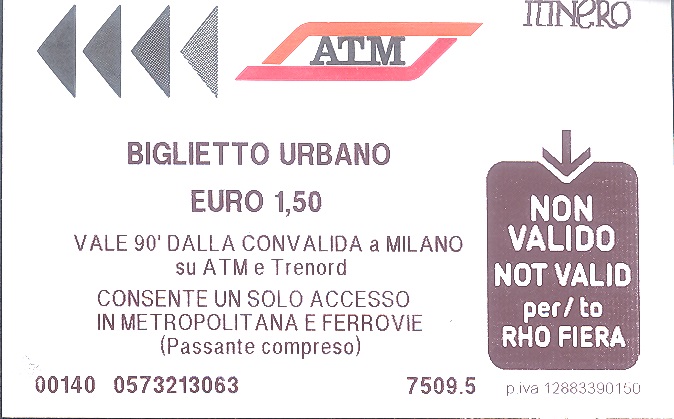 ITINERO
ATM
BIGLIETTO URBANO
EURO 1,50
VALE 90' DALLA CONVALIDA a MILANO
su ATM e Trenord
CONSENTE UN SOLO ACCESSO
IN METROPOLITANA E FERROVIE
(Passante compreso)
NON
VALIDO
NOT VALID
per/to
RHO FIERA
00140 0573213063 7509.5 p.iva 12883390150